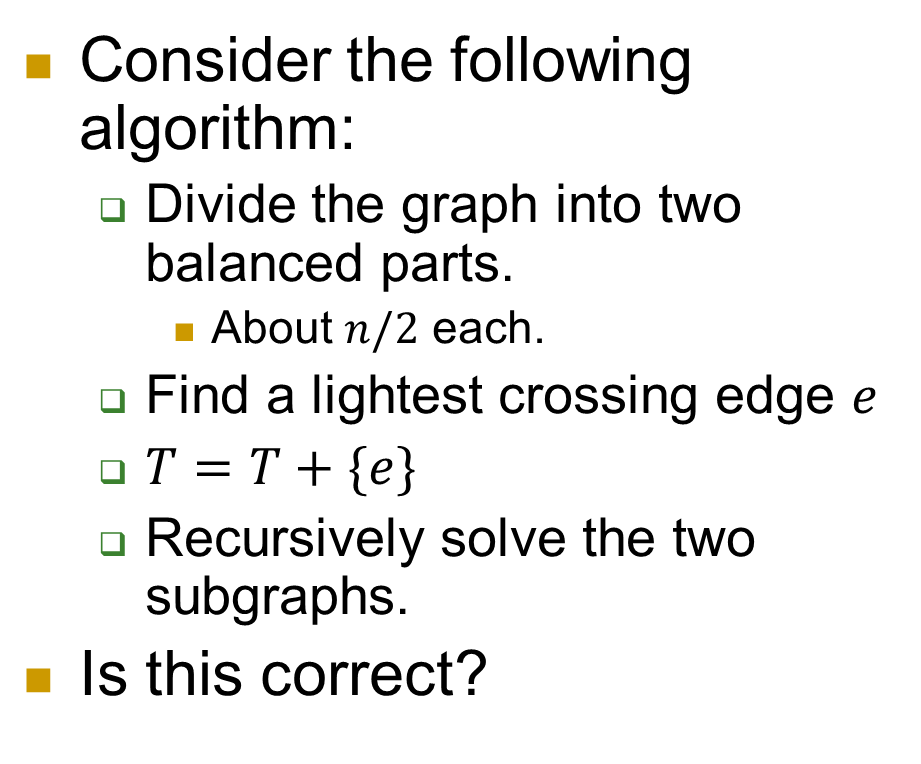 Consider the following
algorithm:
Divide the graph into two
balanced parts.
About n/2 each.
Find a lightest crossing edge e
T = T + {e}
Recursively solve the two
subgraphs.
Is this correct?